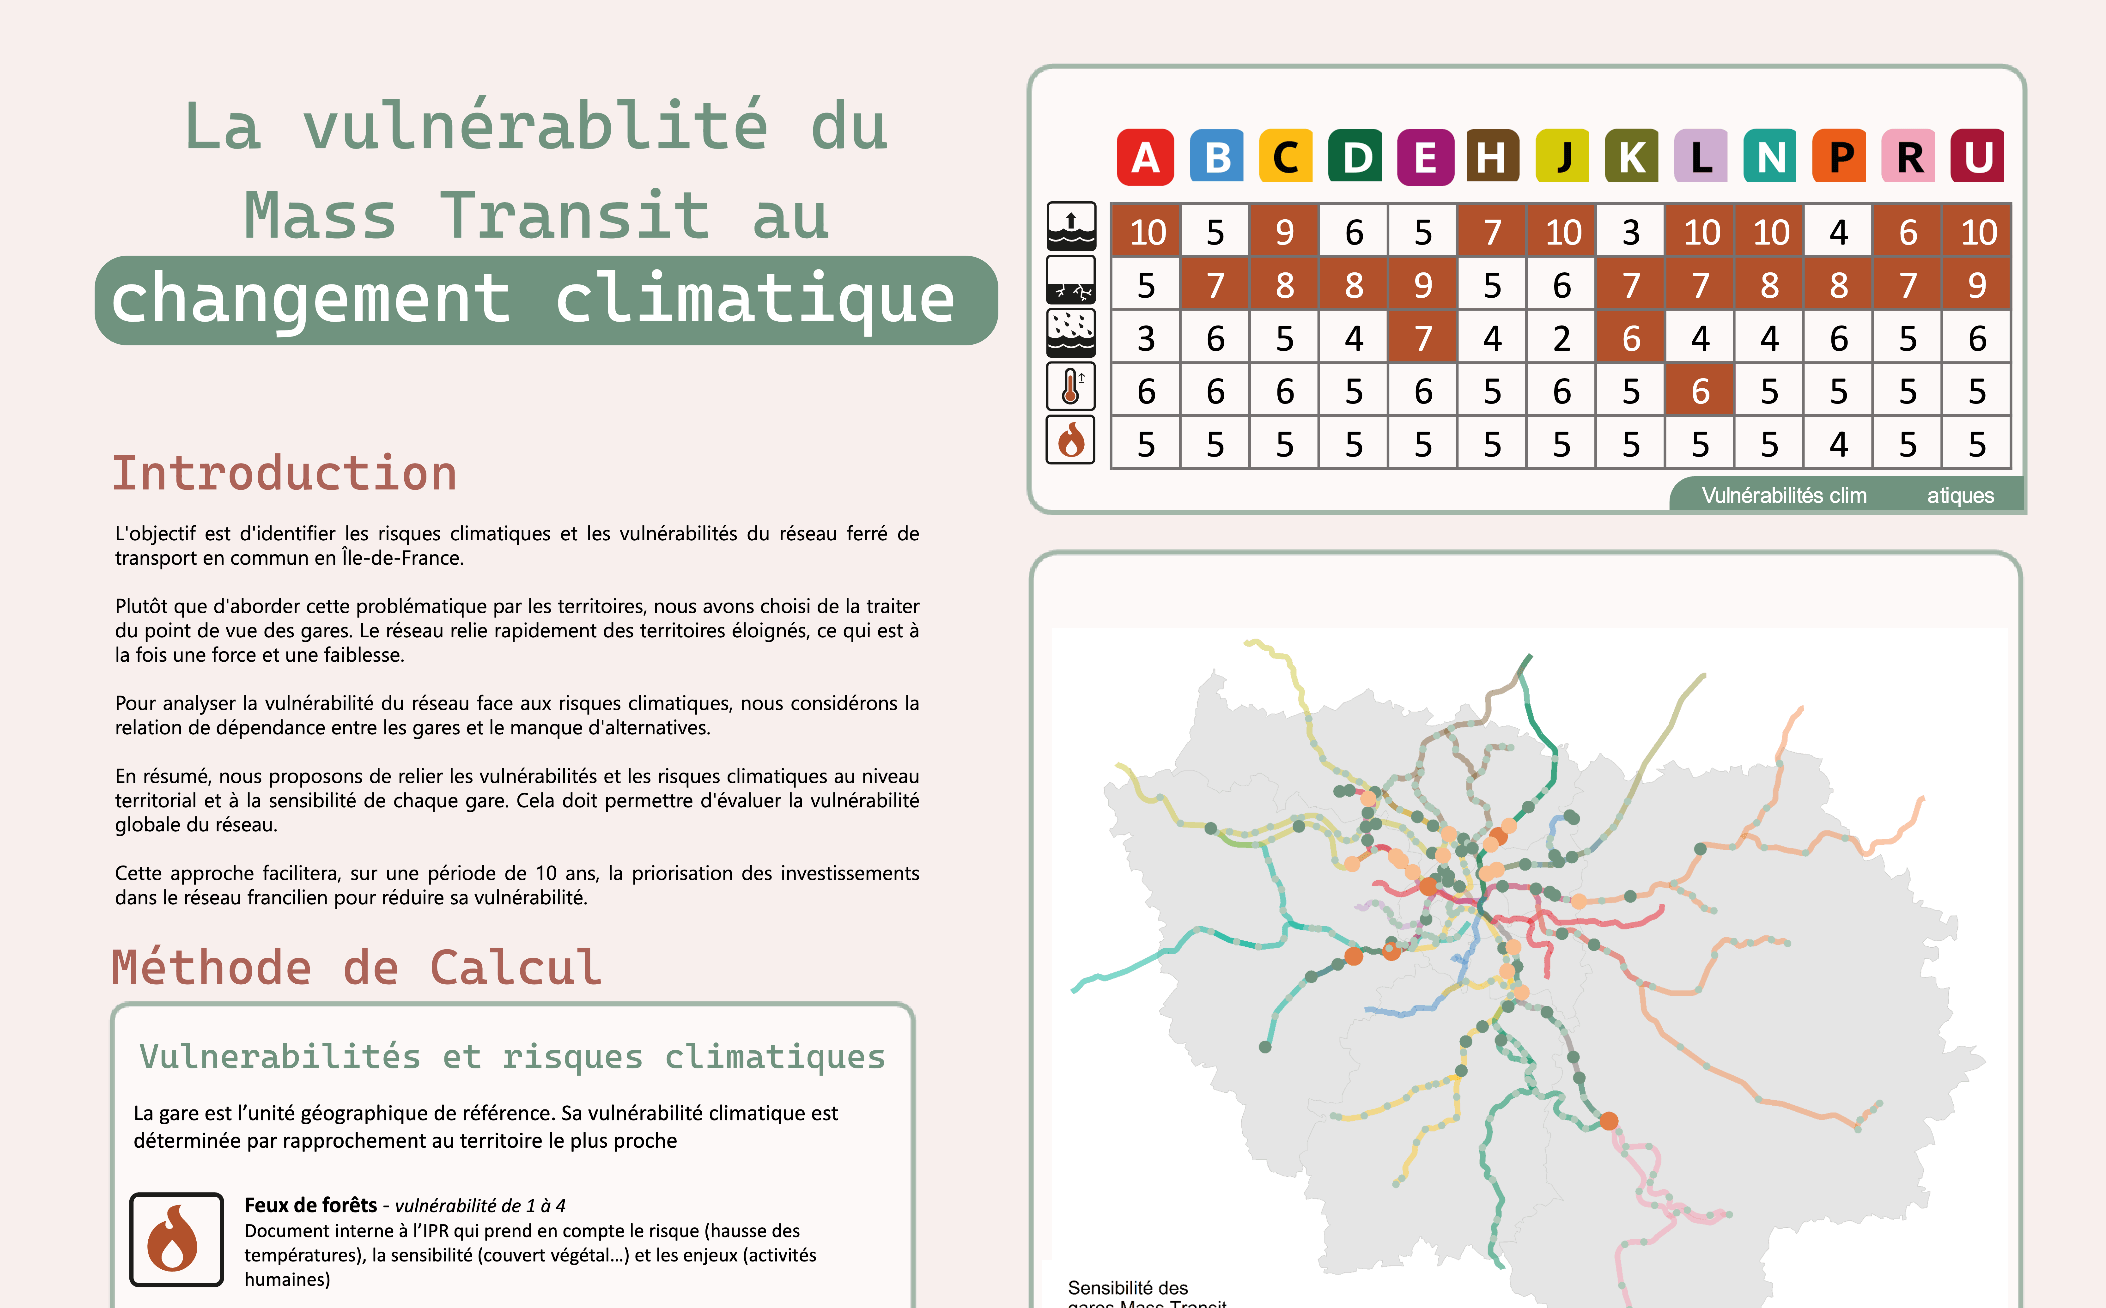 La vulnérablité du
Mass Transit au
changement climatique
Introduction
L'objectif est d'identifier les risques climatiques et les vulnérabilités du réseau ferré de
transport en commun en Île-de-France.
Plutôt que d'aborder cette problématique par les territoires, nous avons choisi de la traiter
du point de vue des gares. Le réseau relie rapidement des territoires éloignés, ce qui est à
la fois une force et une faiblesse.
Pour analyser la vulnérabilité du réseau face aux risques climatiques, nous considérons la
relation de dépendance entre les gares et le manque d'alternatives.
En résumé, nous proposons de relier les vulnérabilités et les risques climatiques au niveau
territorial et à la sensibilité de chaque gare. Cela doit permettre d'évaluer la vulnérabilité
globale du réseau.
Cette approche facilitera, sur une période de 10 ans, la priorisation des investissements
dans le réseau francilien pour réduire sa vulnérabilité.
Méthode de Calcul
Vulnerabilités et risques climatiques
La gare est l’unité géographique de référence. Sa vulnérabilité climatique est
déterminée par rapprochement au territoire le plus proche
Feux de forêts - vulnérabilité de 1 à 4
Document interne à l’IPR qui prend en compte le risque (hausse des
températures), la sensibilité (couvert végétal...) et les enjeux (activités
humaines)
A B C D E H J K L N P R U
10 5 9 6 5 7 10 3 10 10 4 6 10
5 7 8 8 9 5 6 7 7 8 8 7 9
3 6 5 4 7 4 2 6 4 4 6 5 6
6 6 6 5 6 5 6 5 6 5 5 5 5
5 5 5 5 5 5 5 5 5 5 4 5 5
Vulnérabilités clim atiques
Sensibilité des
gares Mass Transit